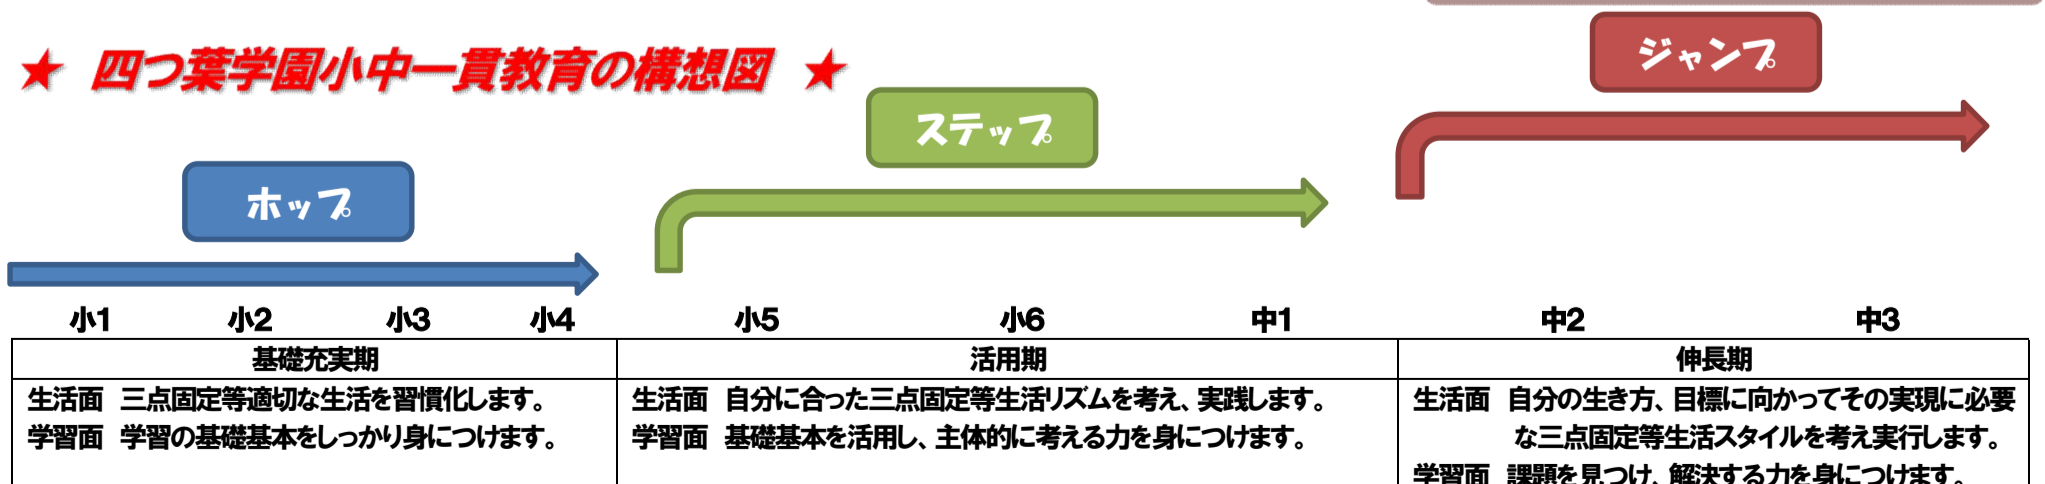 ★ 四つ葉学園小中一貫教育の構想図 ★
ジャンプ
ステップ
ホップ
小1 小2 小3 小4 小5 小6 中1 中2 中3
基礎充実期 活用期 伸長期
生活面 三点固定等適切な生活を習慣化します。
学習面 学習の基礎基本をしっかり身につけます。
生活面 自分に合った三点固定等生活リズムを考え、実践します。
学習面 基礎基本を活用し、主体的に考える力を身につけます。
生活面 自分の生き方、目標に向かってその実現に必要
な三点固定等生活スタイルを考え実行します。
学習面 課題を見つけ、解決する力を身につけます。